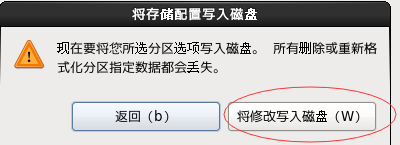 将存储配置写入磁盘
现在要将您所选分区选项写入磁盘。 所有删除或重新格
式化分区指定数据都会丢失。
返回（b）
将修改写入磁盘（W）